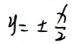 y = ± x/2